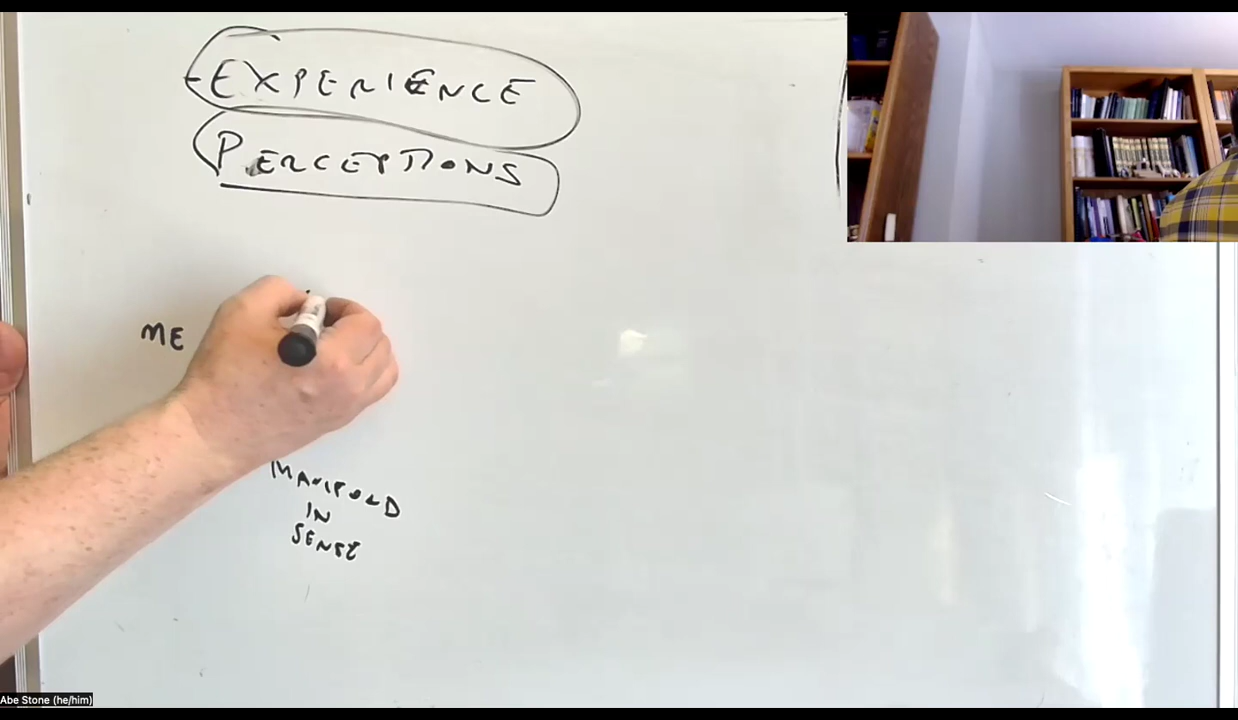 EXPERIENCE
PERCEPTIONS
ME
MANIFOLD
IN
SENSE
Abe Stone (he/him)